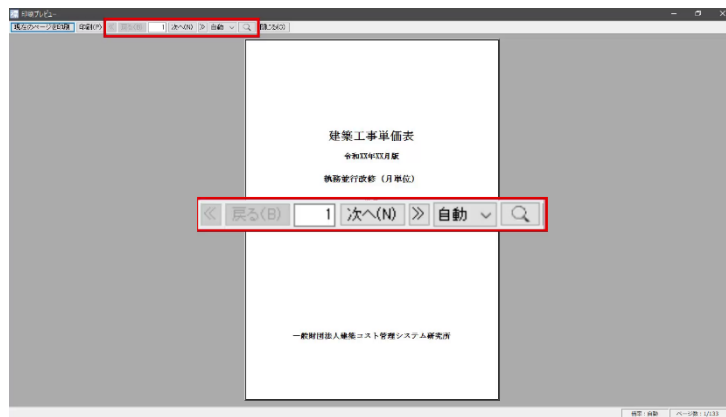 印刷プレビュー
現在のページを印刷 印刷(P) 戻る(B) 1 次へ(N) 自動 閉じる(C)
建築工事単価表
令和XX年XX月版
執務並行改修（月単位）
戻る(B) 1 次へ(N) 自動
一般財団法人建築コスト管理システム研究所
倍率：自動 ページ数：1/133